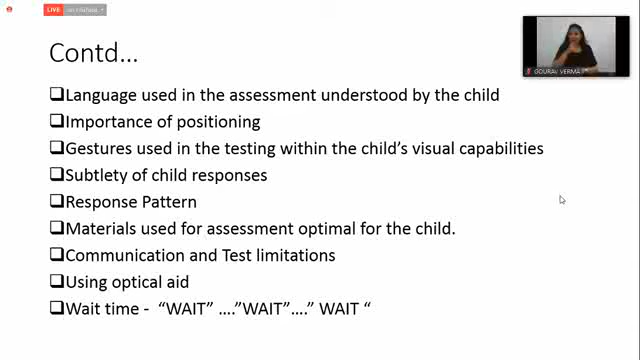 LIVE
Contd…
Language used in the assessment understood by the child
Importance of positioning
Gestures used in the testing within the child’s visual capabilities
Subtlety of child responses
Response Pattern
Materials used for assessment optimal for the child.
Communication and Test limitations
Using optical aid
Wait time - “WAIT” ….”WAIT”….” WAIT “
GOURAV VERMA